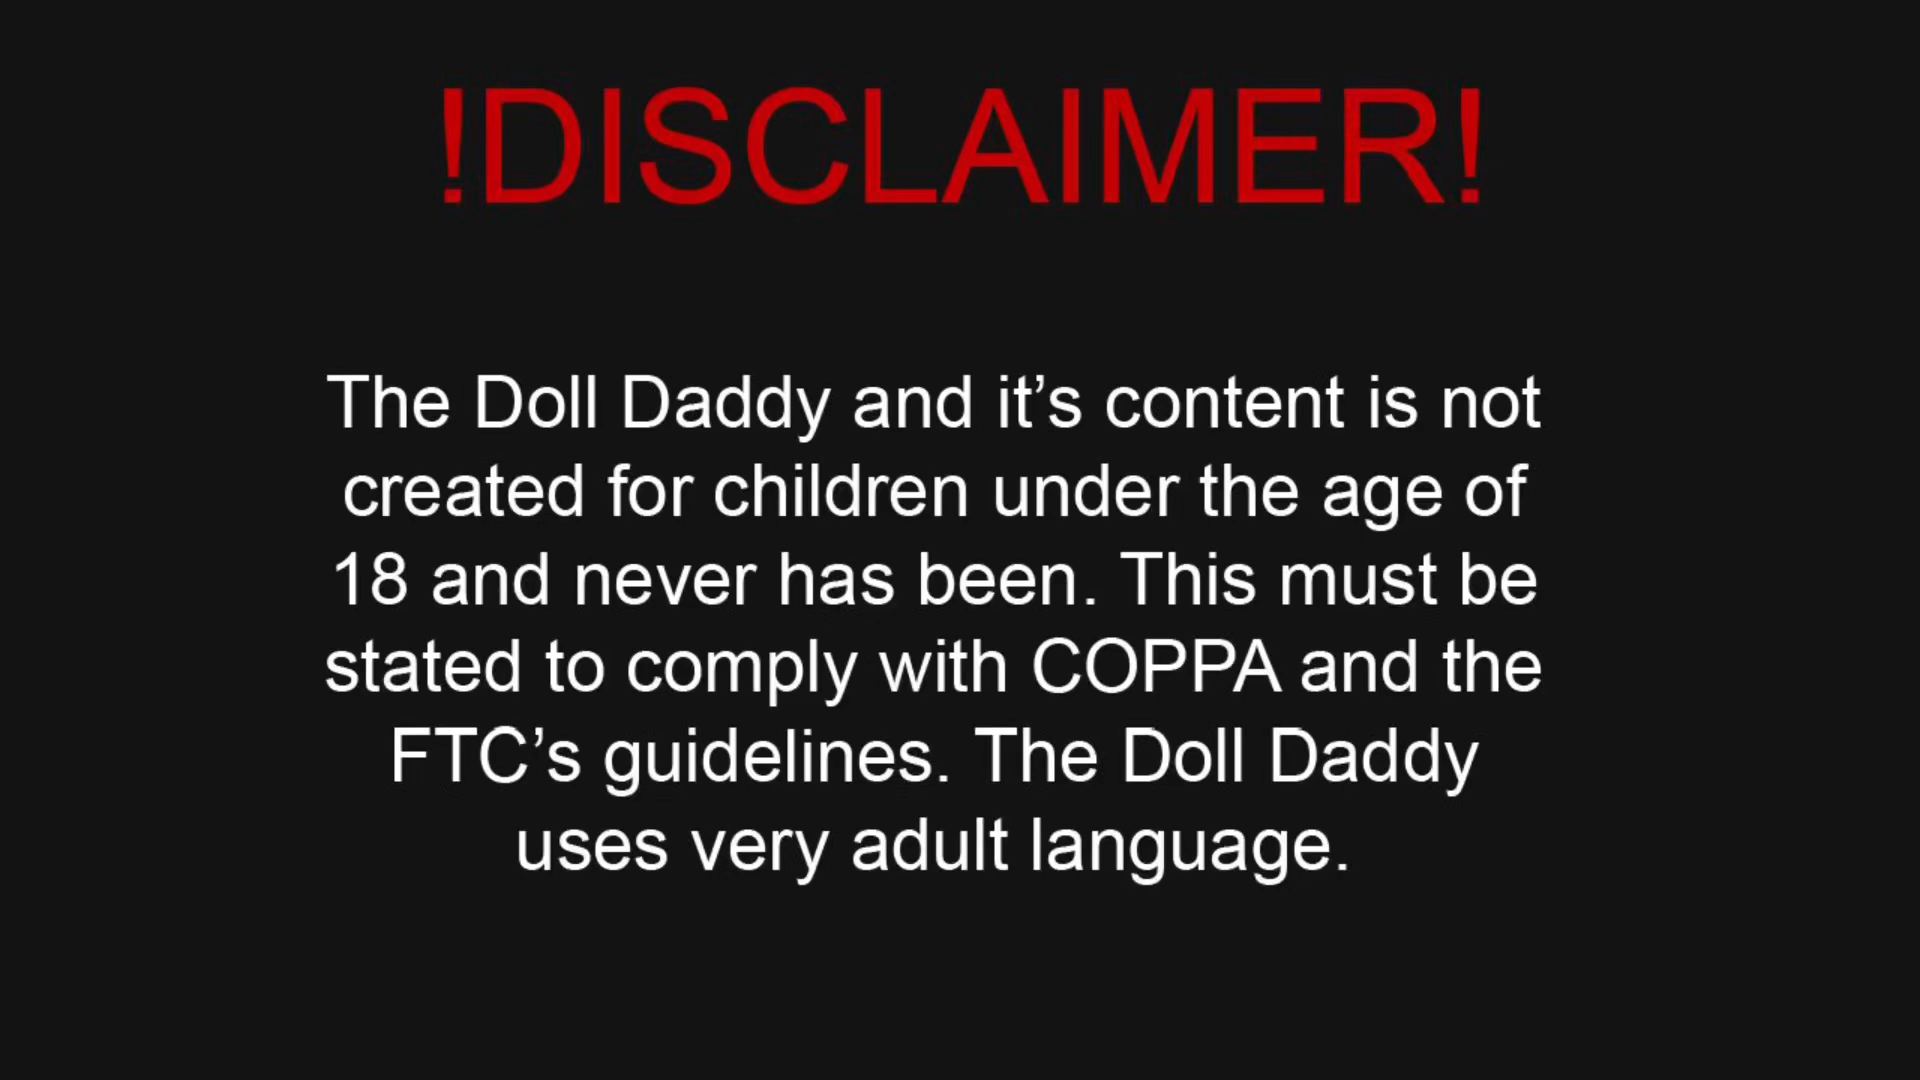 !DISCLAIMER!
The Doll Daddy and it’s content is not
created for children under the age of
18 and never has been. This must be
stated to comply with COPPA and the
FTC’s guidelines. The Doll Daddy
uses very adult language.